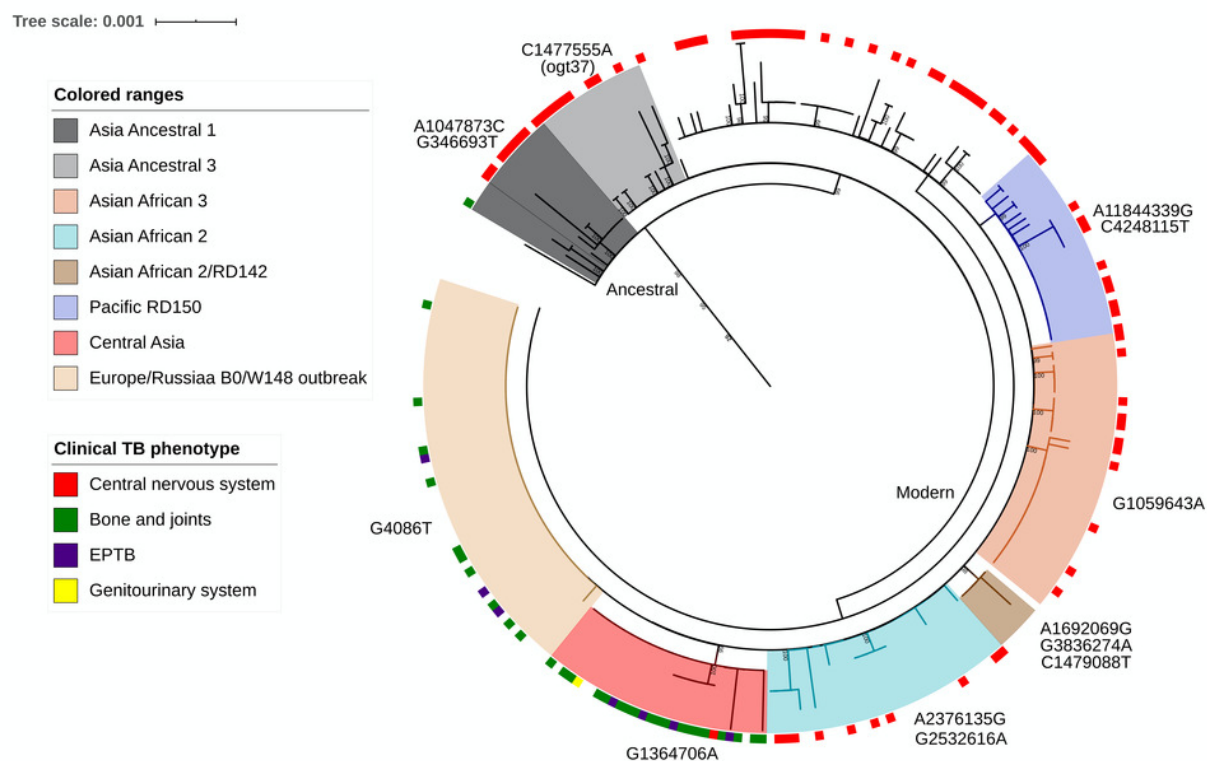 Tree scale: 0.001
Colored ranges
Asia Ancestral 1
Asia Ancestral 3
Asian African 3
Asian African 2
Asian African 2/RD142
Pacific RD150
Central Asia
Europe/Russiaa B0/W148 outbreak
Clinical TB phenotype
Central nervous system
Bone and joints
EPTB
Genitourinary system
C1477555A
(ogt37)
A1047873C
G346693T
Ancestral
A11844339G
C4248115T
Modern
G1059643A
A1692069G
G3836274A
C1479088T
A2376135G
G2532616A
G1364706A
G4086T